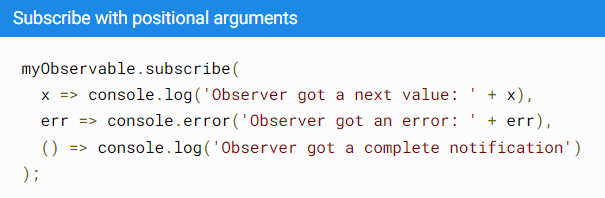 Subscribe with positional arguments
myObservable.subscribe(
  x => console.log('Observer got a next value: ' + x),
  err => console.error('Observer got an error: ' + err),
  () => console.log('Observer got a complete notification')
);